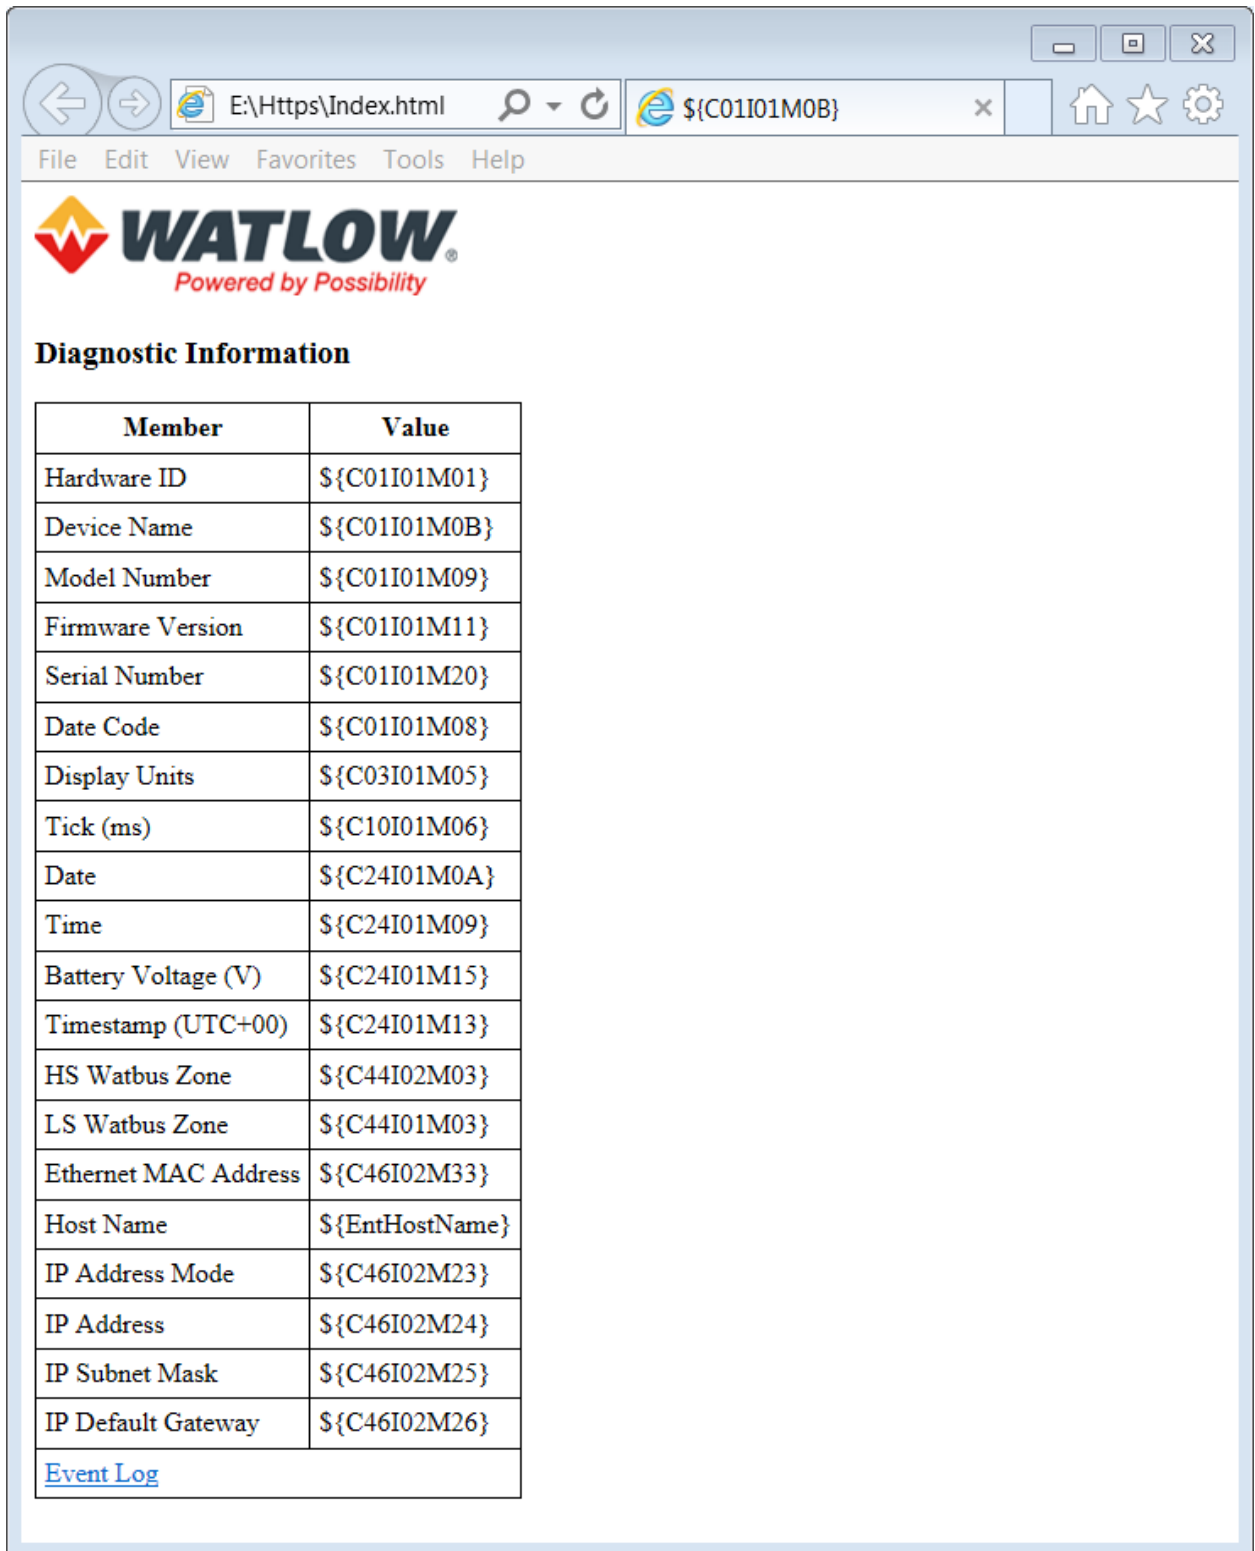 E:\Https\Index.html
${C01I01M0B}
File Edit View Favorites Tools Help
WATLOW®
Powered by Possibility
Diagnostic Information
Member Value
Hardware ID ${C01I01M01}
Device Name ${C01I01M0B}
Model Number ${C01I01M09}
Firmware Version ${C01I01M11}
Serial Number ${C01I01M20}
Date Code ${C01I01M08}
Display Units ${C03I01M05}
Tick (ms) ${C10I01M06}
Date ${C24I01M0A}
Time ${C24I01M09}
Battery Voltage (V) ${C24I01M15}
Timestamp (UTC+00) ${C24I01M13}
HS Watbus Zone ${C44I02M03}
LS Watbus Zone ${C44I01M03}
Ethernet MAC Address ${C46I02M33}
Host Name ${EntHostName}
IP Address Mode ${C46I02M23}
IP Address ${C46I02M24}
IP Subnet Mask ${C46I02M25}
IP Default Gateway ${C46I02M26}
Event Log